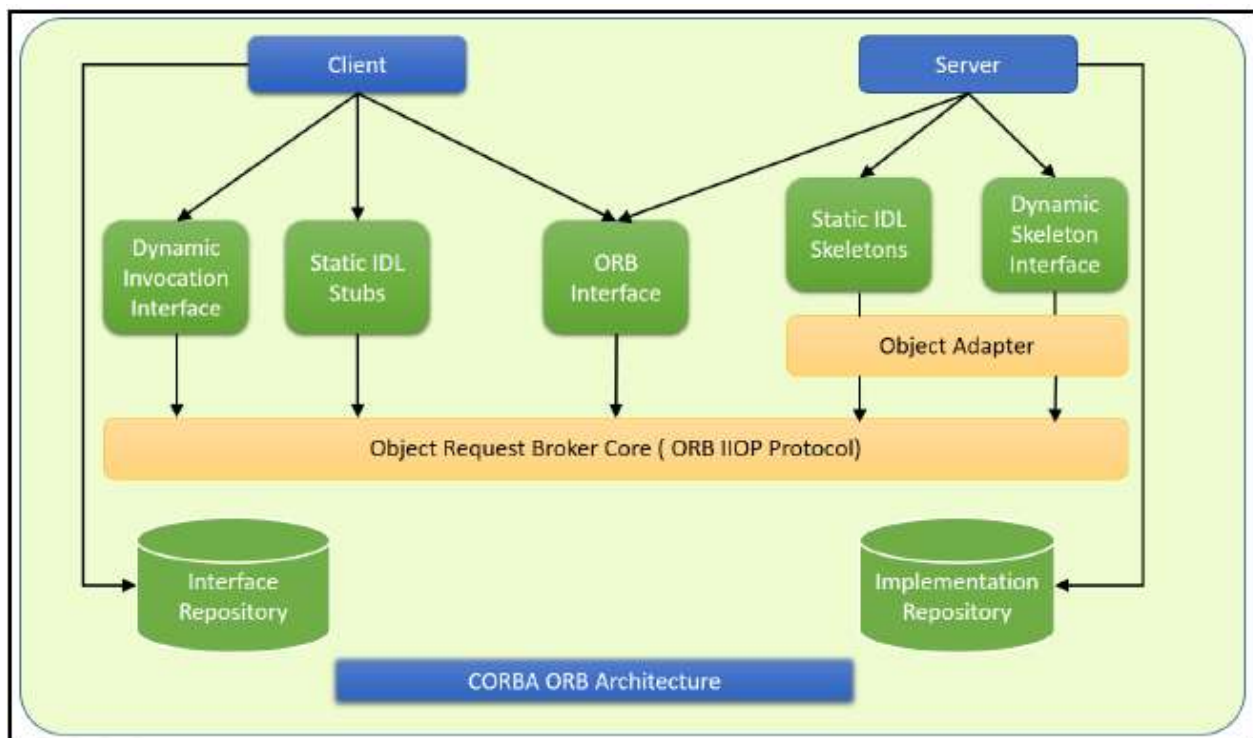 Client
Server
Dynamic
Invocation
Interface
Static IDL
Stubs
ORB
Interface
Static IDL
Skeletons
Dynamic
Skeleton
Interface
Object Adapter
Object Request Broker Core ( ORB IIOP Protocol)
Interface
Repository
Implementation
Repository
CORBA ORB Architecture